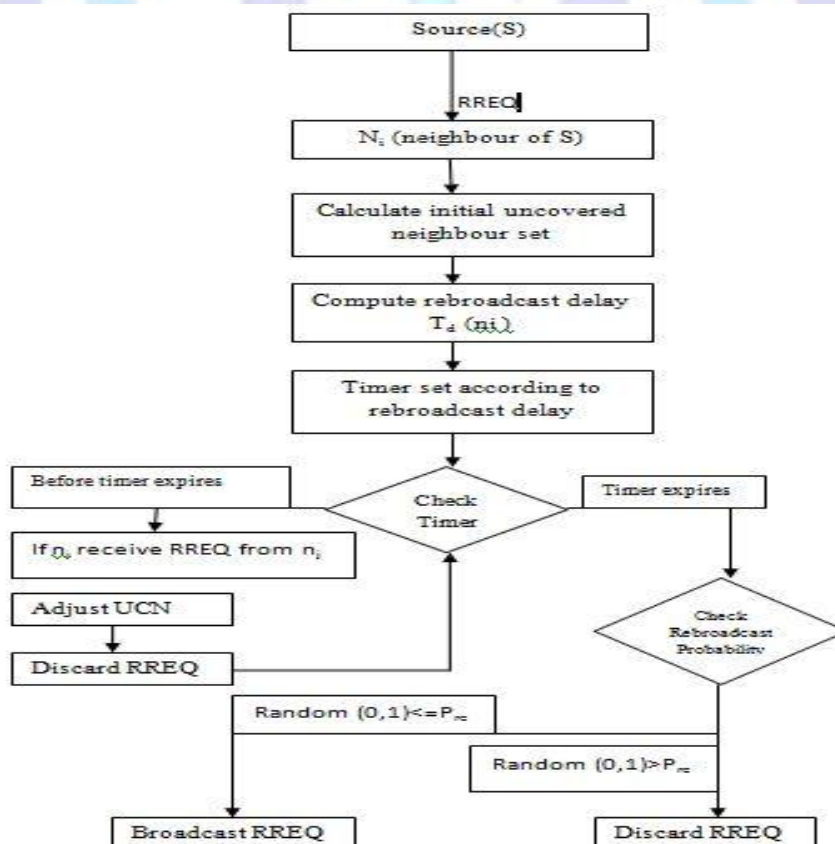 Source(S)
RREQ
Ni (neighbour of S)
Calculate initial uncovered
neighbour set
Compute rebroadcast delay
Td (ni)
Timer set according to
rebroadcast delay
Before timer expires
Check
Timer
Timer expires
If ni receive RREQ from nj
Adjust UCN
Discard RREQ
Check
Rebroadcast
Probability
Random (0,1)<=Pre
Random (0,1)>Pre
Broadcast RREQ
Discard RREQ